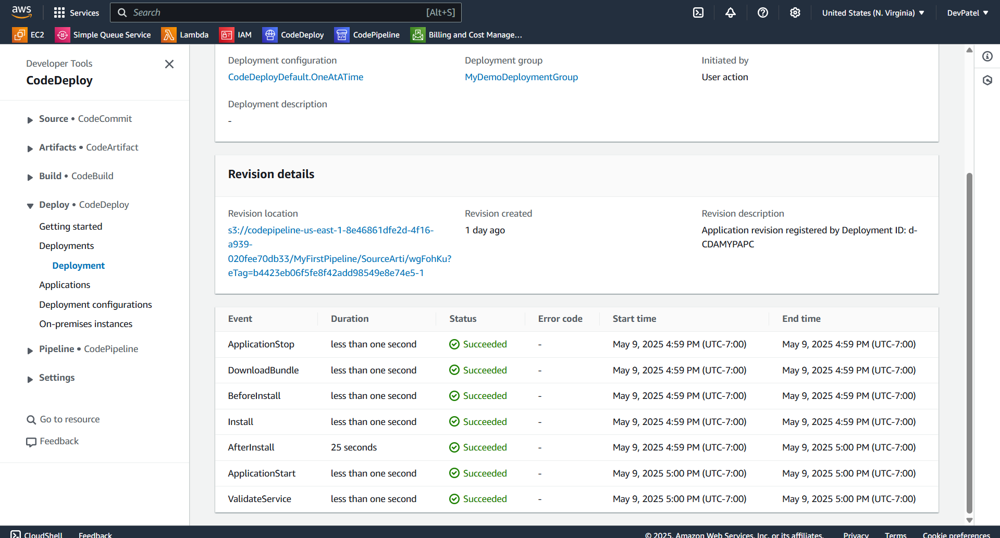 aws
Services
Search
[Alt+S]
United States (N. Virginia)
DevPatel
EC2
Simple Queue Service
Lambda
IAM
CodeDeploy
CodePipeline
Billing and Cost Manage...
Developer Tools
CodeDeploy
Source • CodeCommit
Artifacts • CodeArtifact
Build • CodeBuild
Deploy • CodeDeploy
Getting started
Deployments
Deployment
Applications
Deployment configurations
On-premises instances
Pipeline • CodePipeline
Settings
Go to resource
Feedback
Deployment configuration
CodeDeployDefault.OneAtATime
Deployment group
MyDemoDeploymentGroup
Initiated by
User action
Deployment description
-
Revision details
Revision location
s3://codepipeline-us-east-1-8e46861dfe2d-4f16-
a939-
020fee70db33/MyFirstPipeline/SourceArti/wgFohKu?
eTag=b4423eb06f5fe8f42add98549e8e74e5-1
Revision created
1 day ago
Revision description
Application revision registered by Deployment ID: d-
CDAMYPAPC
Event Duration Status Error code Start time End time
ApplicationStop less than one second Succeeded - May 9, 2025 4:59 PM (UTC-7:00) May 9, 2025 4:59 PM (UTC-7:00)
DownloadBundle less than one second Succeeded - May 9, 2025 4:59 PM (UTC-7:00) May 9, 2025 4:59 PM (UTC-7:00)
BeforeInstall less than one second Succeeded - May 9, 2025 4:59 PM (UTC-7:00) May 9, 2025 4:59 PM (UTC-7:00)
Install less than one second Succeeded - May 9, 2025 4:59 PM (UTC-7:00) May 9, 2025 4:59 PM (UTC-7:00)
AfterInstall 25 seconds Succeeded - May 9, 2025 4:59 PM (UTC-7:00) May 9, 2025 5:00 PM (UTC-7:00)
ApplicationStart less than one second Succeeded - May 9, 2025 5:00 PM (UTC-7:00) May 9, 2025 5:00 PM (UTC-7:00)
ValidateService less than one second Succeeded - May 9, 2025 5:00 PM (UTC-7:00) May 9, 2025 5:00 PM (UTC-7:00)
CloudShell
Feedback
© 2025, Amazon Web Services, Inc. or its affiliates.
Privacy
Terms
Cookie preferences